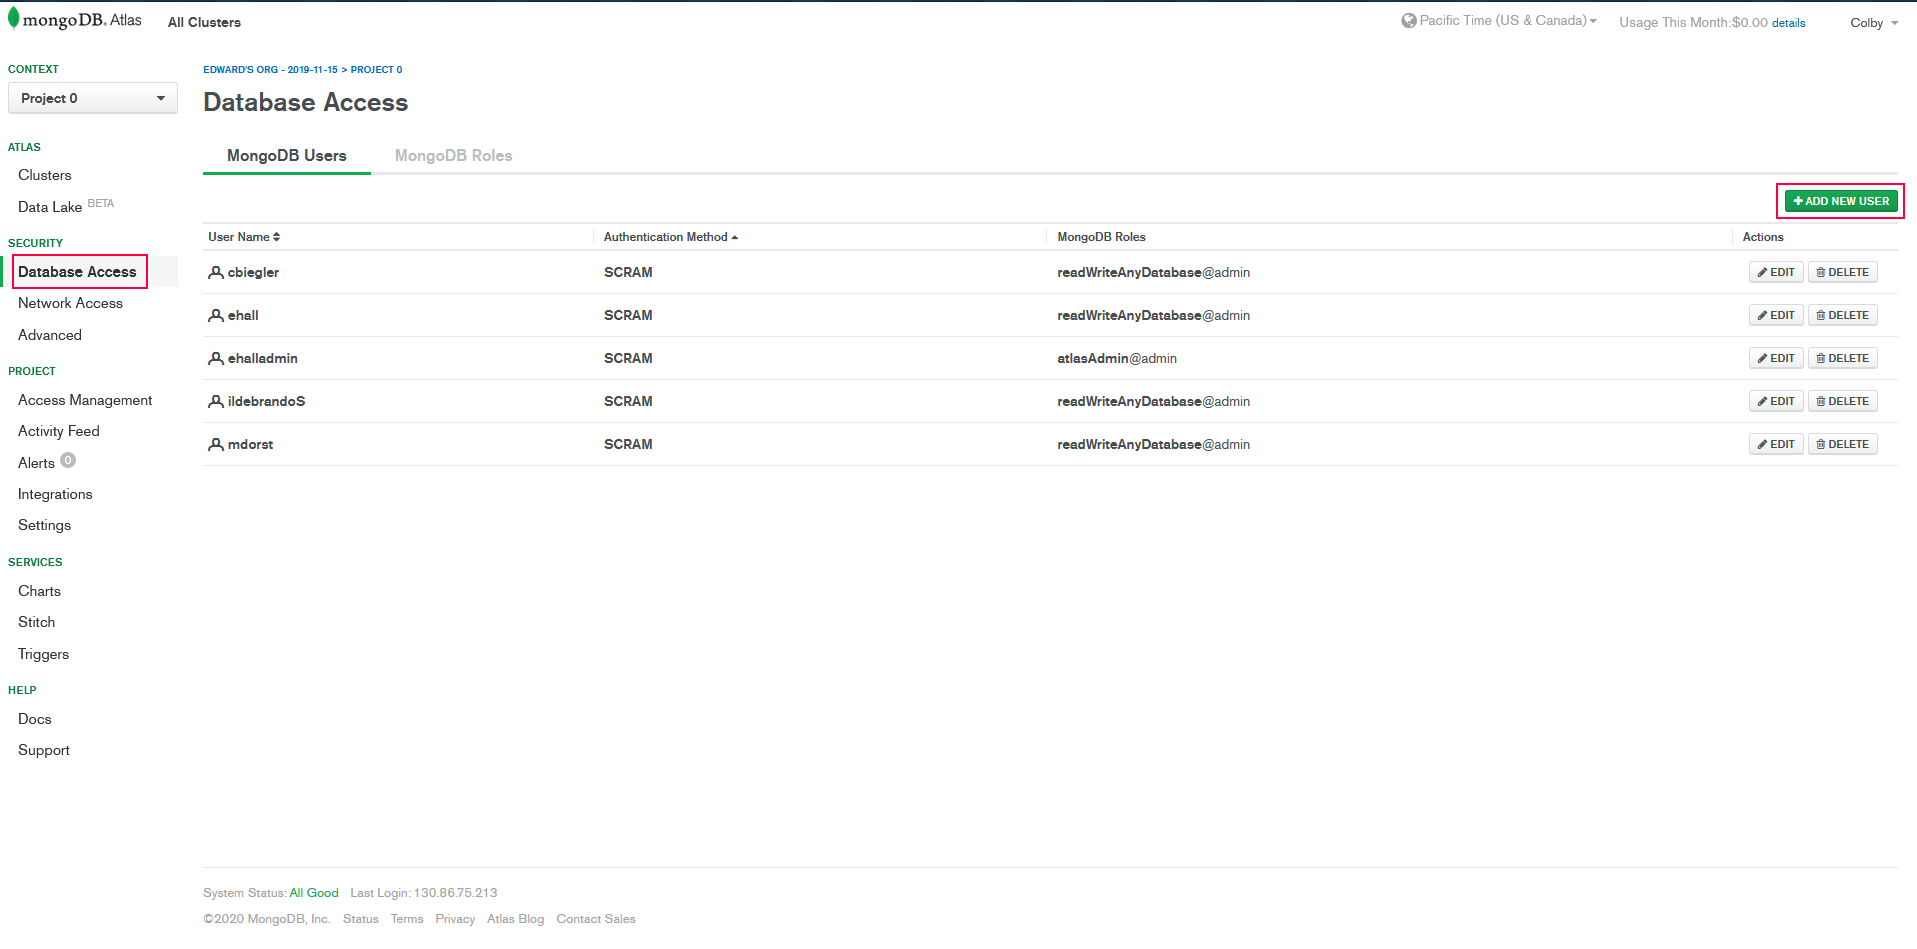 mongoDB. Atlas All Clusters Pacific Time (US & Canada) Usage This Month:$0.00 details Colby
CONTEXT
Project 0
ATLAS
Clusters
Data Lake BETA
SECURITY
Database Access
Network Access
Advanced
PROJECT
Access Management
Activity Feed
Alerts 0
Integrations
Settings
SERVICES
Charts
Stitch
Triggers
HELP
Docs
Support
EDWARD'S ORG - 2019-11-15 > PROJECT 0
Database Access
MongoDB Users MongoDB Roles
ADD NEW USER
User Name Authentication Method MongoDB Roles Actions
cbiegler SCRAM readWriteAnyDatabase@admin EDIT DELETE
ehall SCRAM readWriteAnyDatabase@admin EDIT DELETE
ehalladmin SCRAM atlasAdmin@admin EDIT DELETE
ildebrandoS SCRAM readWriteAnyDatabase@admin EDIT DELETE
mdorst SCRAM readWriteAnyDatabase@admin EDIT DELETE
System Status: All Good Last Login: 130.86.75.213
©2020 MongoDB, Inc. Status Terms Privacy Atlas Blog Contact Sales